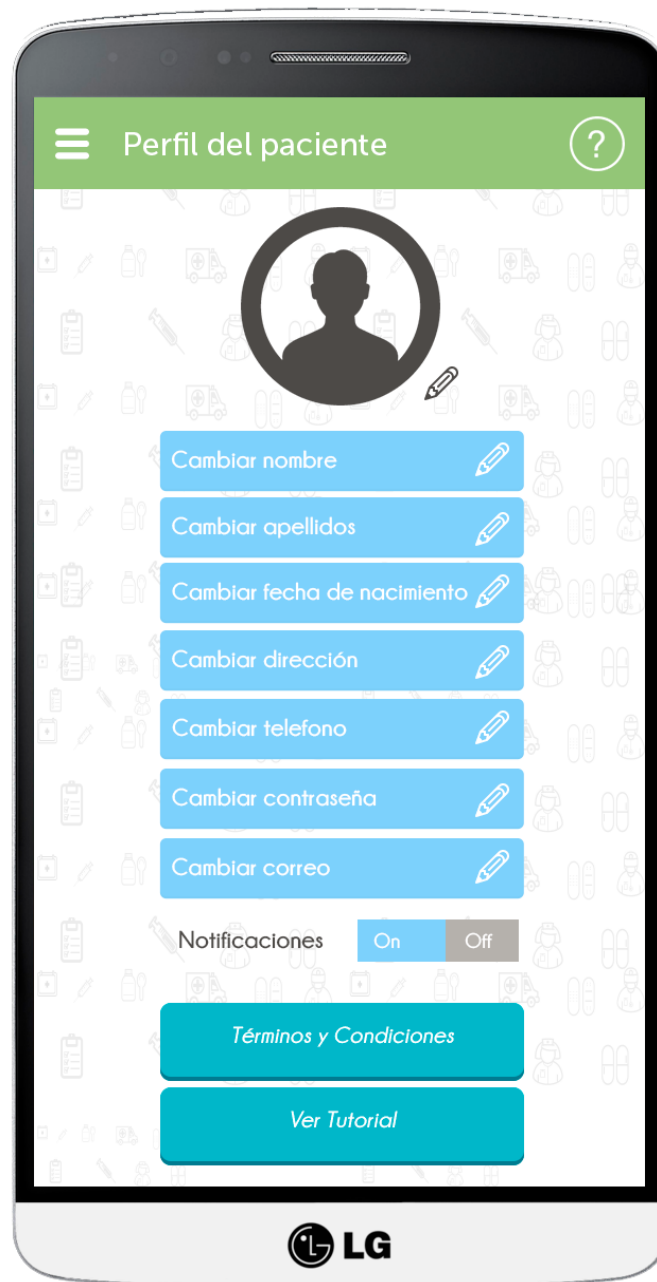 Perfil del paciente
?
Cambiar nombre
Cambiar apellidos
Cambiar fecha de nacimiento
Cambiar dirección
Cambiar telefono
Cambiar contraseña
Cambiar correo
Notificaciones On Off
Términos y Condiciones
Ver Tutorial
LG